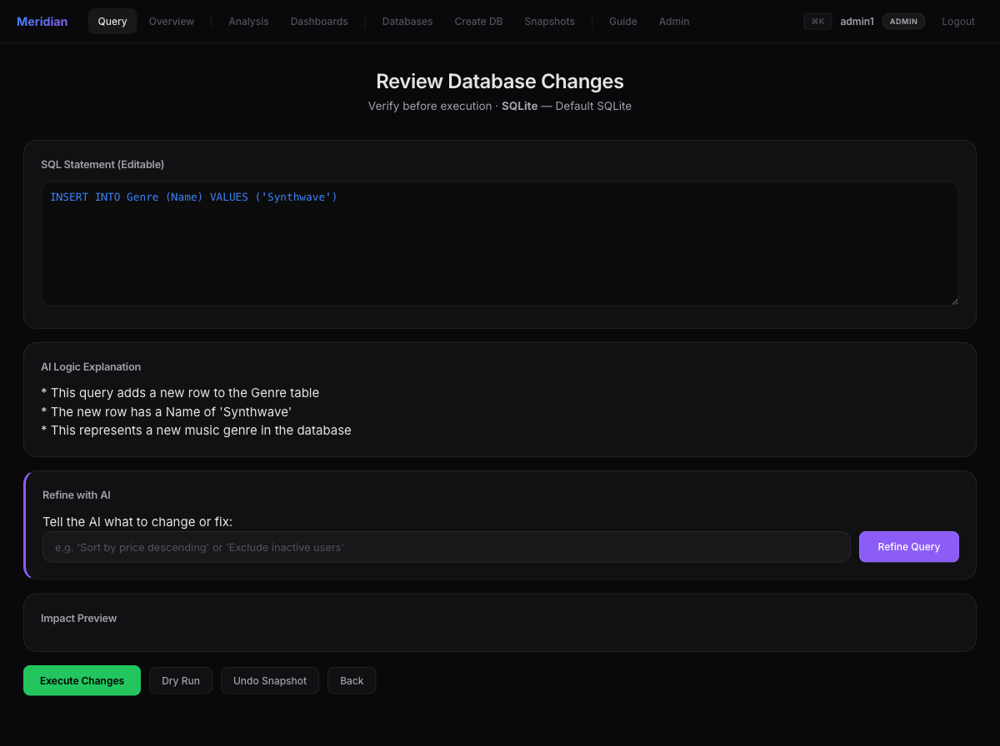 Meridian Query Overview Analysis Dashboards Databases Create DB Snapshots Guide Admin ⌘K admin1 ADMIN Logout
Review Database Changes
Verify before execution · SQLite — Default SQLite
SQL Statement (Editable)
INSERT INTO Genre (Name) VALUES ('Synthwave')
AI Logic Explanation
* This query adds a new row to the Genre table
* The new row has a Name of 'Synthwave'
* This represents a new music genre in the database
Refine with AI
Tell the AI what to change or fix:
e.g. 'Sort by price descending' or 'Exclude inactive users'
Refine Query
Impact Preview
Execute Changes Dry Run Undo Snapshot Back